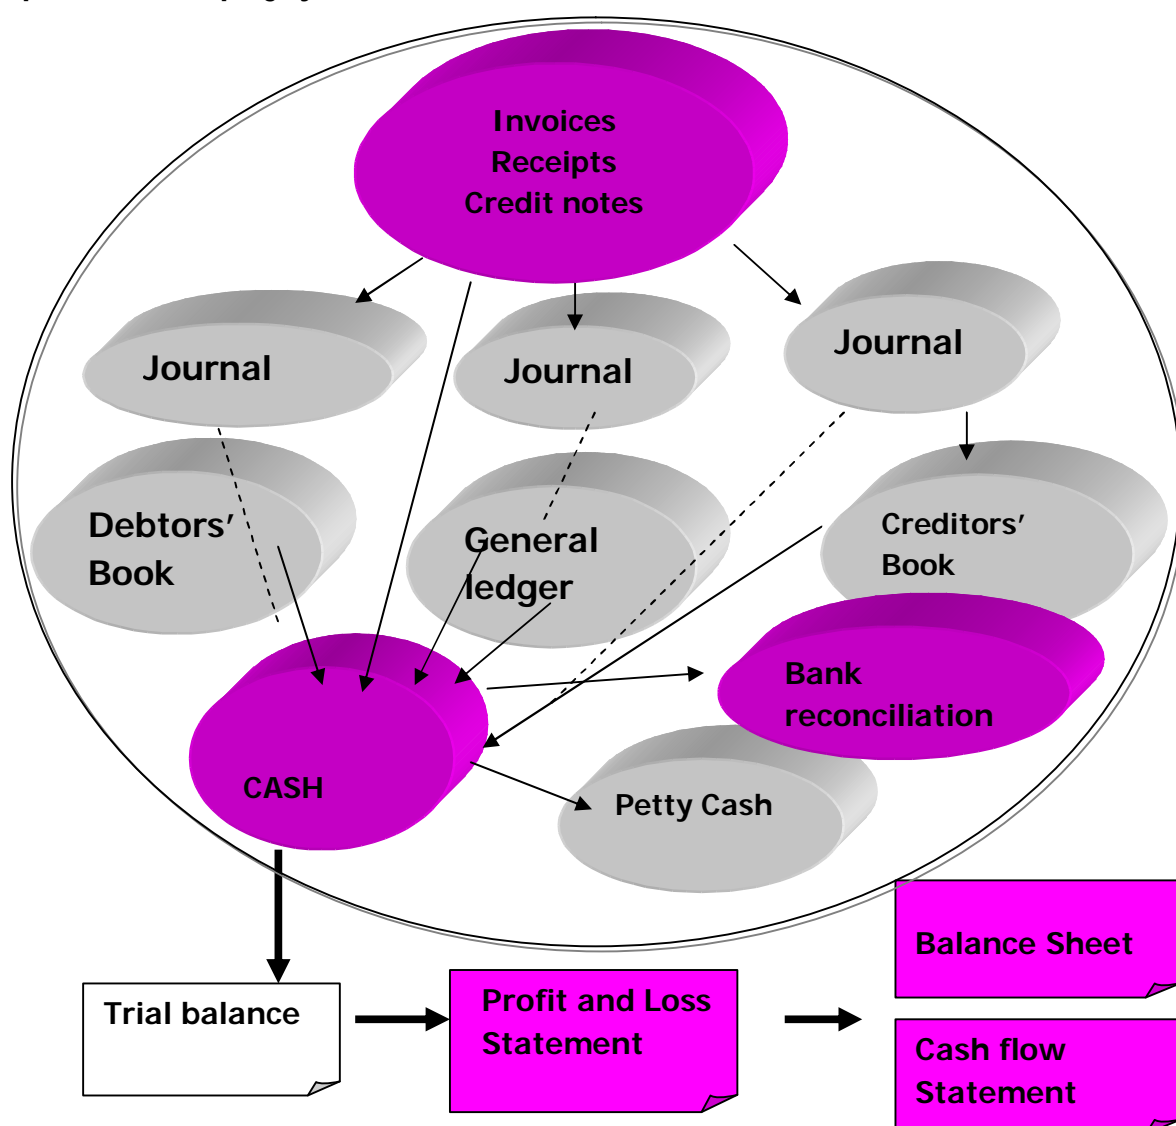 Invoices
Receipts
Credit notes
Journal
Journal
Journal
Debtors’
Book
General
ledger
Creditors’
Book
Bank
reconciliation
CASH
Petty Cash
Balance Sheet
Trial balance
Profit and Loss
Statement
Cash flow
Statement